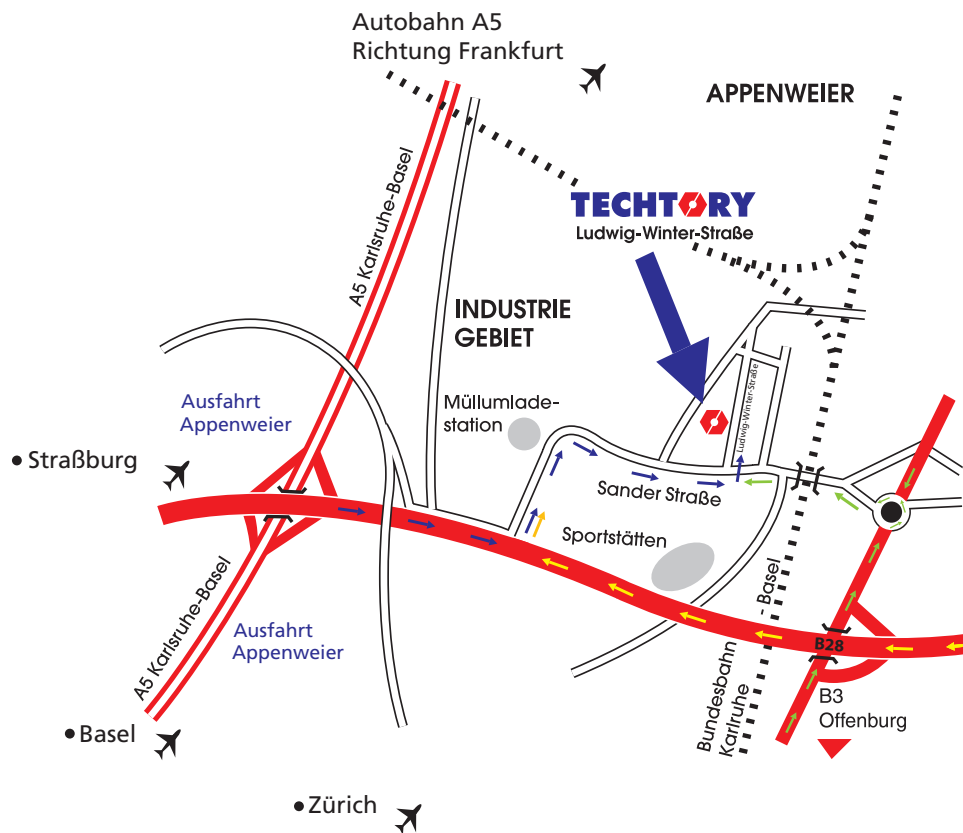 Autobahn A5
Richtung Frankfurt
APPENWEIER
TECHTORY
Ludwig-Winter-Straße
A5 Karlsruhe-Basel
INDUSTRIE
GEBIET
Ausfahrt
Appenweier
Müllumlade-
station
Ludwig-Winter-Straße
Straßburg
Sander Straße
Sportstätten
A5 Karlsruhe-Basel
Ausfahrt
Appenweier
Bundesbahn
Karlruhe - Basel
B28
B3
Offenburg
Basel
Zürich